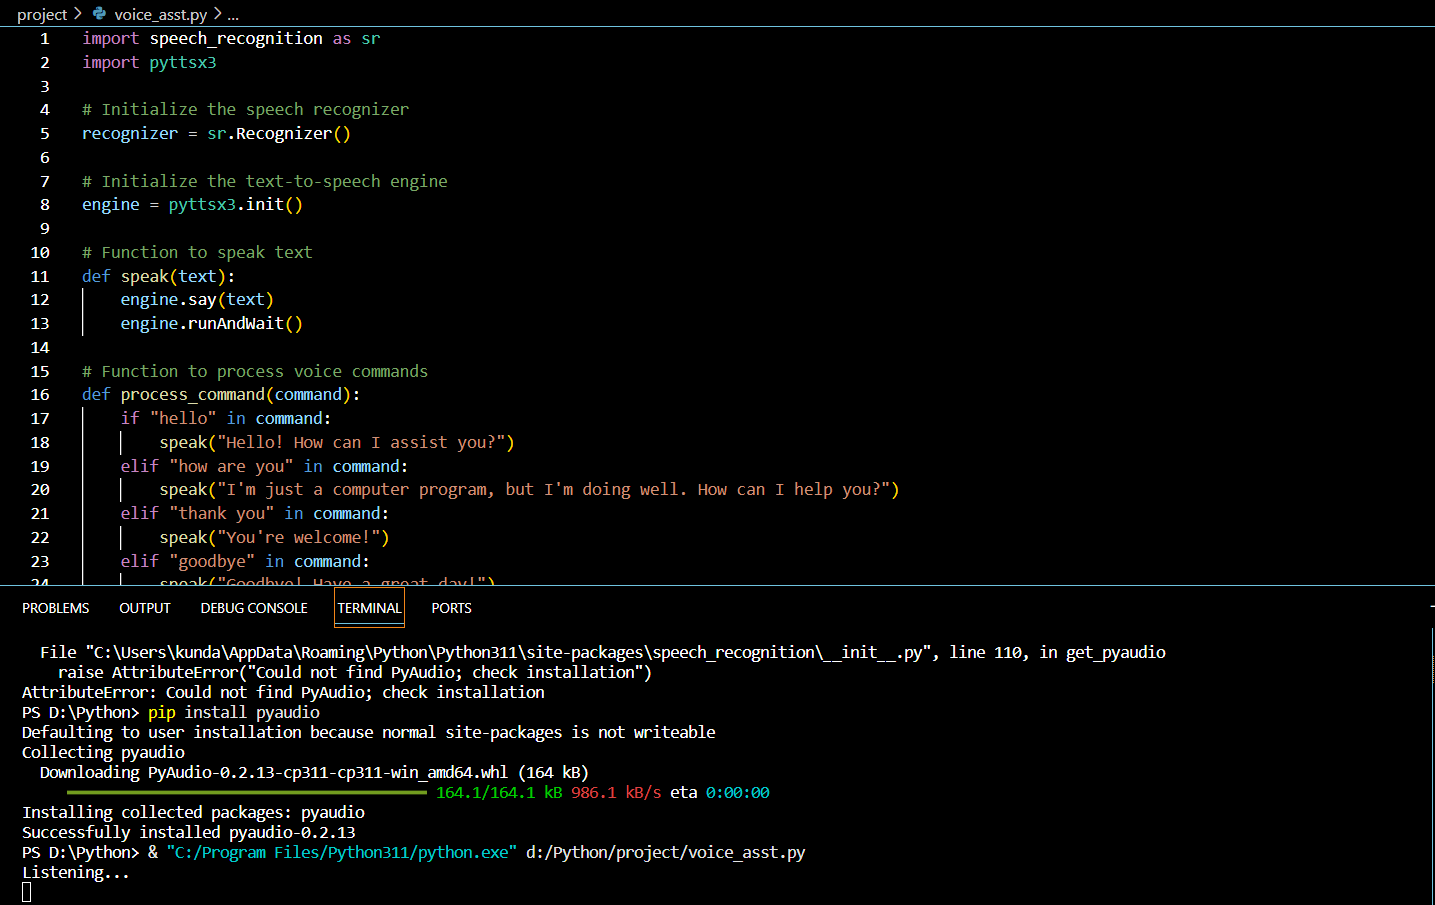 project > voice_asst.py > ...
1 import speech_recognition as sr
2 import pyttsx3
3
4 # Initialize the speech recognizer
5 recognizer = sr.Recognizer()
6
7 # Initialize the text-to-speech engine
8 engine = pyttsx3.init()
9
10 # Function to speak text
11 def speak(text):
12     engine.say(text)
13     engine.runAndWait()
14
15 # Function to process voice commands
16 def process_command(command):
17     if "hello" in command:
18         speak("Hello! How can I assist you?")
19     elif "how are you" in command:
20         speak("I'm just a computer program, but I'm doing well. How can I help you?")
21     elif "thank you" in command:
22         speak("You're welcome!")
23     elif "goodbye" in command:
24         speak("Goodbye! Have a great day!")
PROBLEMS OUTPUT DEBUG CONSOLE TERMINAL PORTS
  File "C:\Users\kunda\AppData\Roaming\Python\Python311\site-packages\speech_recognition\__init__.py", line 110, in get_pyaudio
    raise AttributeError("Could not find PyAudio; check installation")
AttributeError: Could not find PyAudio; check installation
PS D:\Python> pip install pyaudio
Defaulting to user installation because normal site-packages is not writeable
Collecting pyaudio
  Downloading PyAudio-0.2.13-cp311-cp311-win_amd64.whl (164 kB)
164.1/164.1 kB 986.1 kB/s eta 0:00:00
Installing collected packages: pyaudio
Successfully installed pyaudio-0.2.13
PS D:\Python> & "C:/Program Files/Python311/python.exe" d:/Python/project/voice_asst.py
Listening...